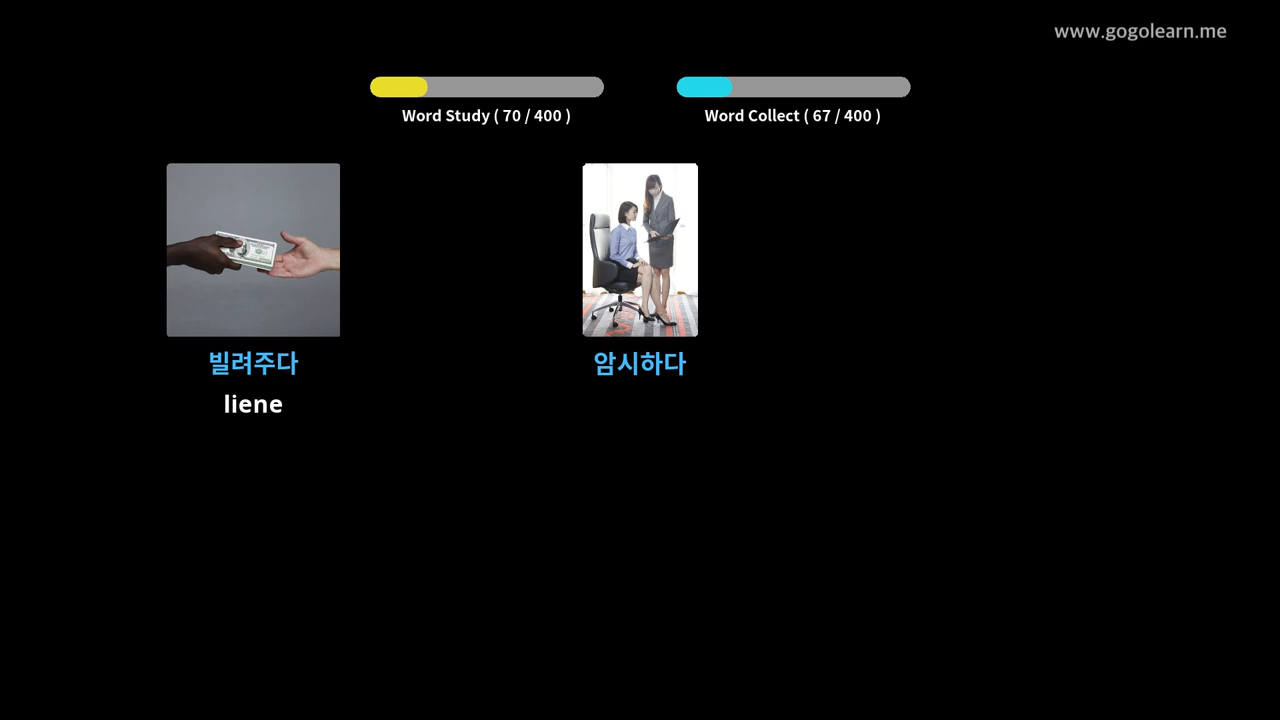 www.gogolearn.me
Word Study ( 70 / 400 )
Word Collect ( 67 / 400 )
빌려주다
암시하다
liene